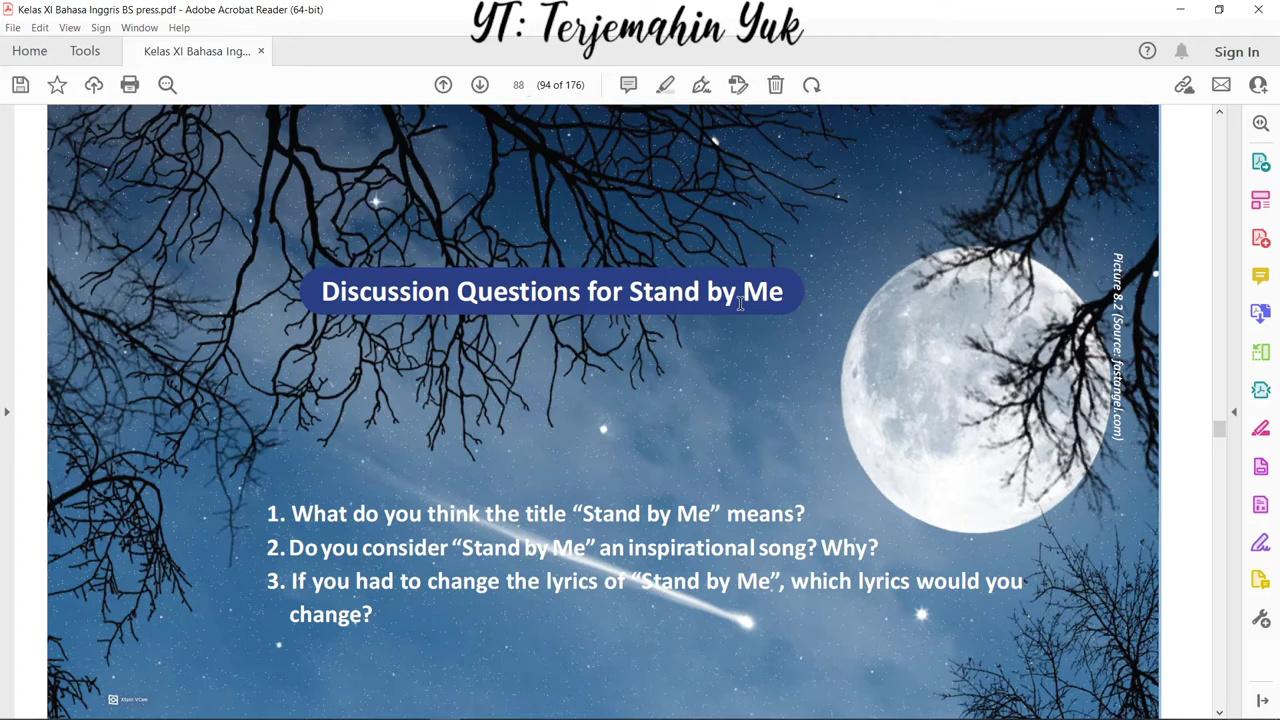 Kelas XI Bahasa Inggris BS press.pdf - Adobe Acrobat Reader (64-bit)
YT: Terjemahin Yuk
File Edit View Sign Window Help
Home Tools Kelas XI Bahasa Ing... ×
Sign In
88 (94 of 176)
Discussion Questions for Stand by Me
Picture 8.2 (Source: fastangel.com)
1. What do you think the title “Stand by Me” means?
2. Do you consider “Stand by Me” an inspirational song? Why?
3. If you had to change the lyrics of “Stand by Me”, which lyrics would you
change?
XSplit VCam